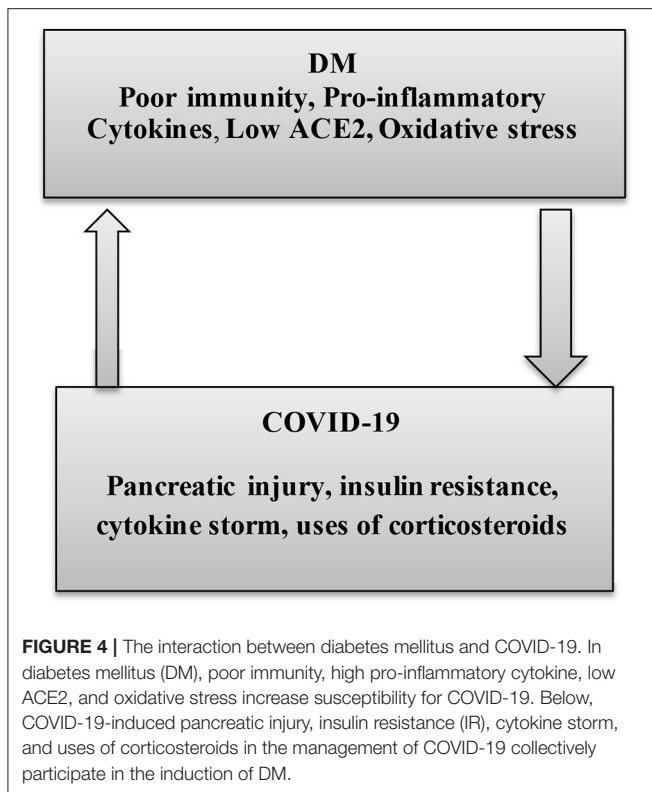 DM
Poor immunity, Pro-inflammatory
Cytokines, Low ACE2, Oxidative stress
COVID-19
Pancreatic injury, insulin resistance,
cytokine storm, uses of corticosteroids
FIGURE 4 | The interaction between diabetes mellitus and COVID-19. In
diabetes mellitus (DM), poor immunity, high pro-inflammatory cytokine, low
ACE2, and oxidative stress increase susceptibility for COVID-19. Below,
COVID-19-induced pancreatic injury, insulin resistance (IR), cytokine storm,
and uses of corticosteroids in the management of COVID-19 collectively
participate in the induction of DM.